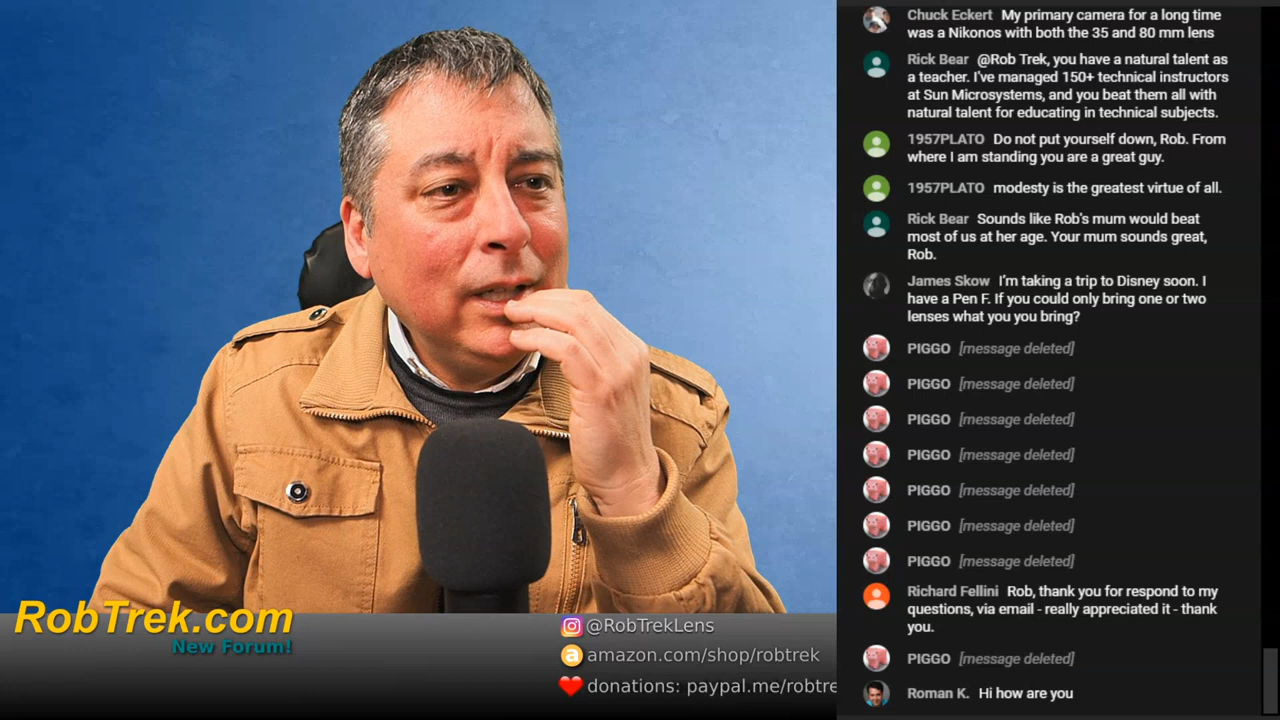 Chuck Eckert My primary camera for a long time
was a Nikonos with both the 35 and 80 mm lens
Rick Bear @Rob Trek, you have a natural talent as
a teacher. I've managed 150+ technical instructors
at Sun Microsystems, and you beat them all with
natural talent for educating in technical subjects.
1957PLATO Do not put yourself down, Rob. From
where I am standing you are a great guy.
1957PLATO modesty is the greatest virtue of all.
Rick Bear Sounds like Rob's mum would beat
most of us at her age. Your mum sounds great,
Rob.
James Skow I'm taking a trip to Disney soon. I
have a Pen F. If you could only bring one or two
lenses what you you bring?
PIGGO [message deleted]
PIGGO [message deleted]
PIGGO [message deleted]
PIGGO [message deleted]
PIGGO [message deleted]
PIGGO [message deleted]
PIGGO [message deleted]
Richard Fellini Rob, thank you for respond to my
questions, via email - really appreciated it - thank
you.
PIGGO [message deleted]
Roman K. Hi how are you
RobTrek.com
New Forum!
@RobTrekLens
amazon.com/shop/robtrek
donations: paypal.me/robtre